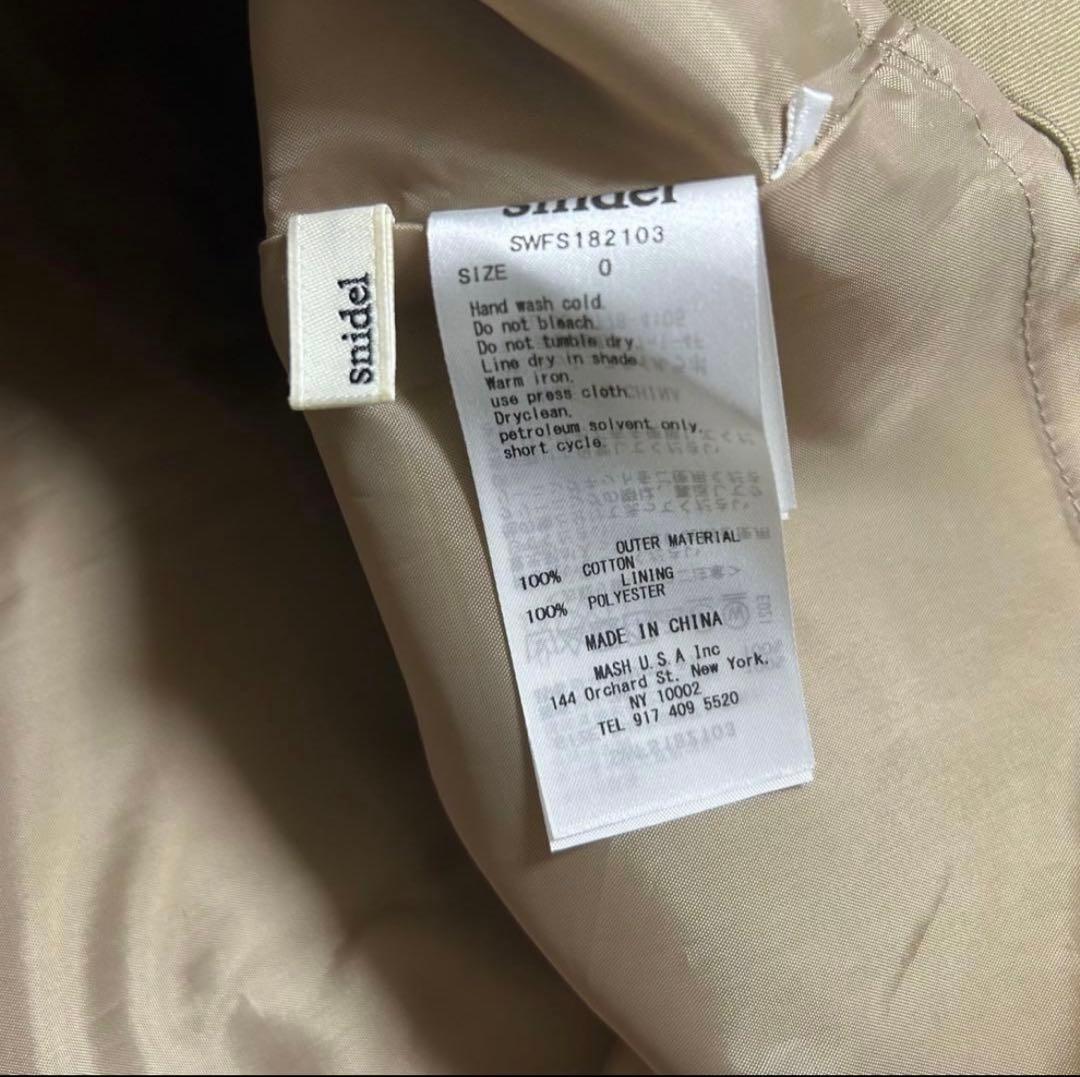 snidel
snidel
SWFS182103
SIZE 0
Hand wash cold.
Do not bleach.
Do not tumble dry.
Line dry in shade.
Warm iron.
use press cloth.
Dryclean.
petroleum solvent only,
short cycle.
OUTER MATERIAL
100% COTTON
LINING
100% POLYESTER
MADE IN CHINA
MASH U.S.A Inc
144 Orchard St. New York.
NY 10002
TEL 917 409 5520